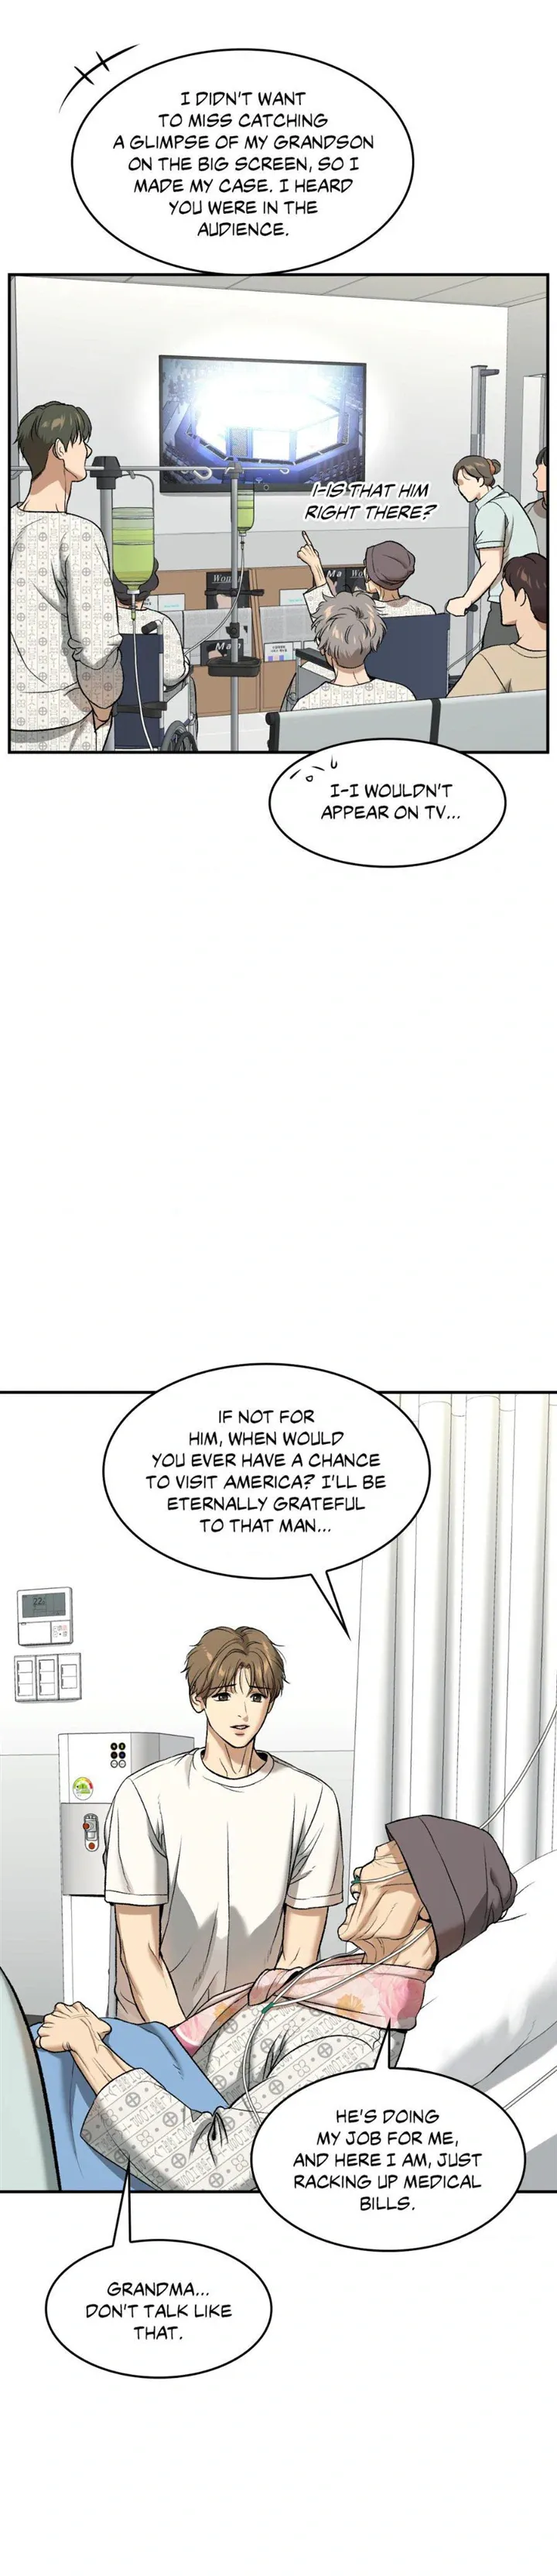 I DIDN'T WANT
TO MISS CATCHING
A GLIMPSE OF MY GRANDSON
ON THE BIG SCREEN, SO I
MADE MY CASE. I HEARD
YOU WERE IN THE
AUDIENCE.
I-IS THAT HIM
RIGHT THERE?
I-I WOULDN'T
APPEAR ON TV...
IF NOT FOR
HIM, WHEN WOULD
YOU EVER HAVE A CHANCE
TO VISIT AMERICA? I'LL BE
ETERNALLY GRATEFUL
TO THAT MAN...
HE'S DOING
MY JOB FOR ME,
AND HERE I AM, JUST
RACKING UP MEDICAL
BILLS.
GRANDMA...
DON'T TALK LIKE
THAT.